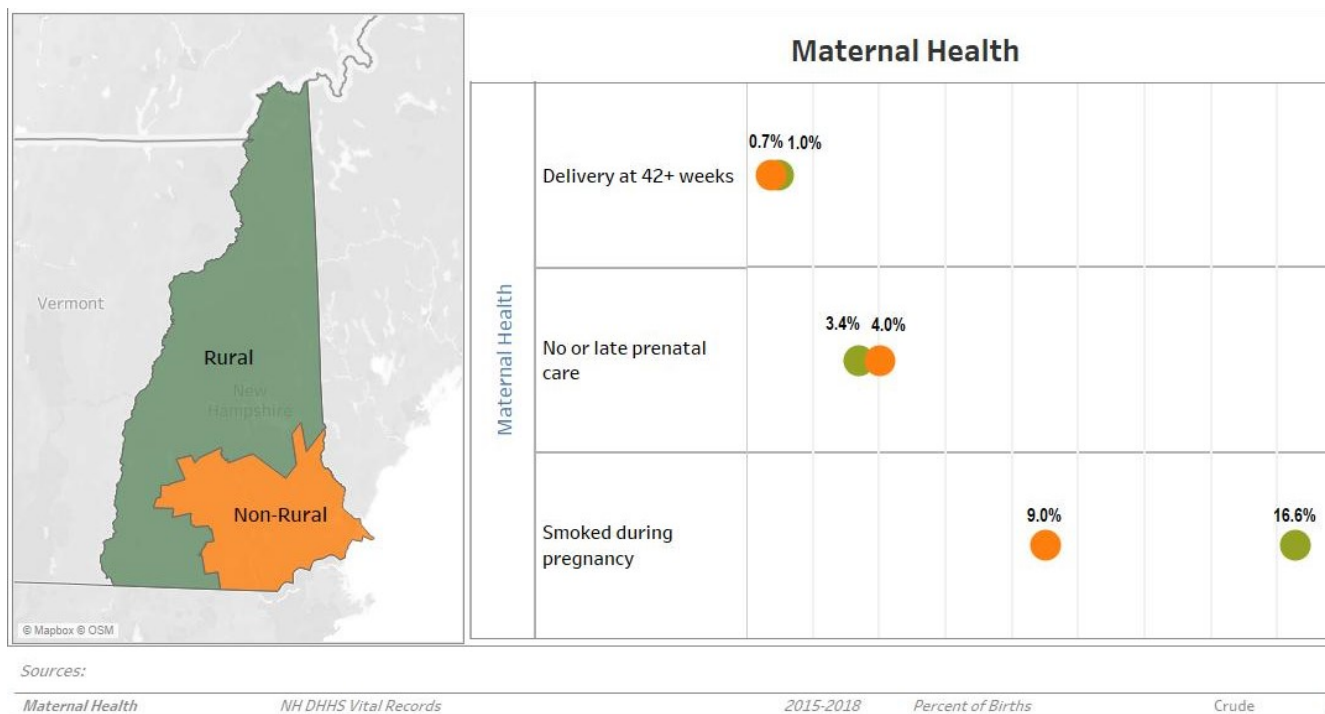 Maternal Health
Vermont
Rural
New
Hampshire
Non-Rural
© Mapbox © OSM
Maternal Health
Delivery at 42+ weeks
0.7% 1.0%
No or late prenatal
care
3.4% 4.0%
Smoked during
pregnancy
9.0% 16.6%
Sources:
Maternal Health NH DHHS Vital Records 2015-2018 Percent of Births Crude